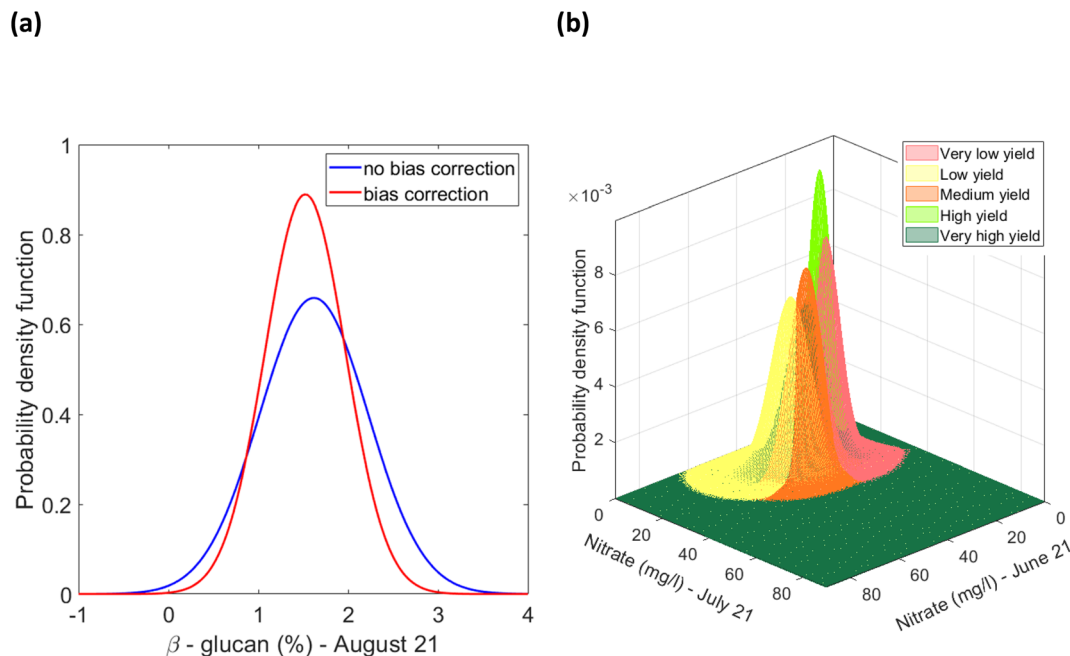 (a)
(b)
1
0.8
0.6
0.4
0.2
0
-1
0
1
2
3
4
Probability density function
β - glucan (%) - August 21
no bias correction
bias correction
×10⁻³
8
6
4
2
Probability density function
0
20
40
60
80
Nitrate (mg/l) - July 21
80
60
40
20
0
Nitrate (mg/l) - June 21
Very low yield
Low yield
Medium yield
High yield
Very high yield